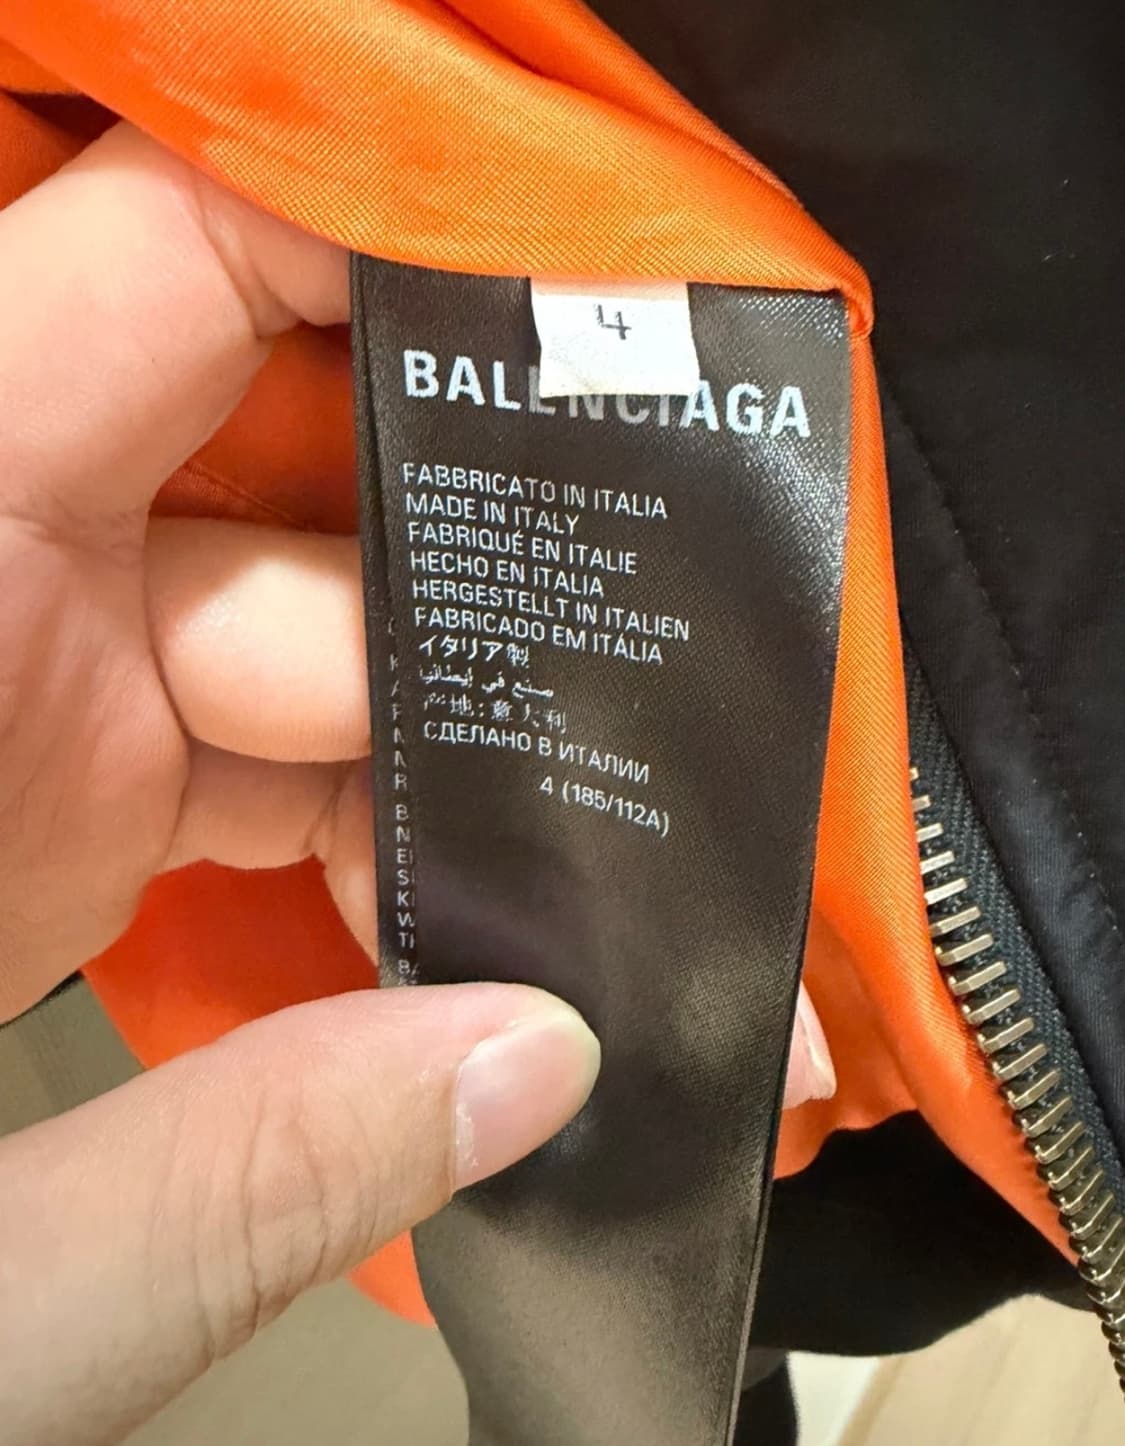 4
BALENCIAGA
FABBRICATO IN ITALIA
MADE IN ITALY
FABRIQUÉ EN ITALIE
HECHO EN ITALIA
HERGESTELLT IN ITALIEN
FABRICADO EM ITÁLIA
イタリア製
صنع في إيطاليا
产地:意大利
СДЕЛАНО В ИТАЛИИ
4 (185/112A)